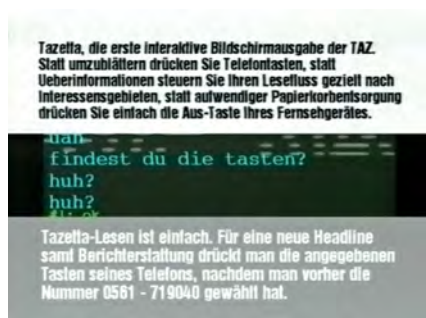 Tazetta, die erste interaktive Bildschirmausgabe der TAZ.
Statt umzublättern drücken Sie Telefontasten, statt
Ueberinformationen steuern Sie Ihren Lesefluss gezielt nach
Interessensgebieten, statt aufwendiger Papierkorbentsorgung
drücken Sie einfach die Aus-Taste Ihres Fernsehgerätes.
findest du die tasten?
huh?
huh?
ok
Tazetta-Lesen ist einfach. Für eine neue Headline
samt Berichterstattung drückt man die angegebenen
Tasten seines Telefons, nachdem man vorher die
Nummer 0561 - 719040 gewählt hat.